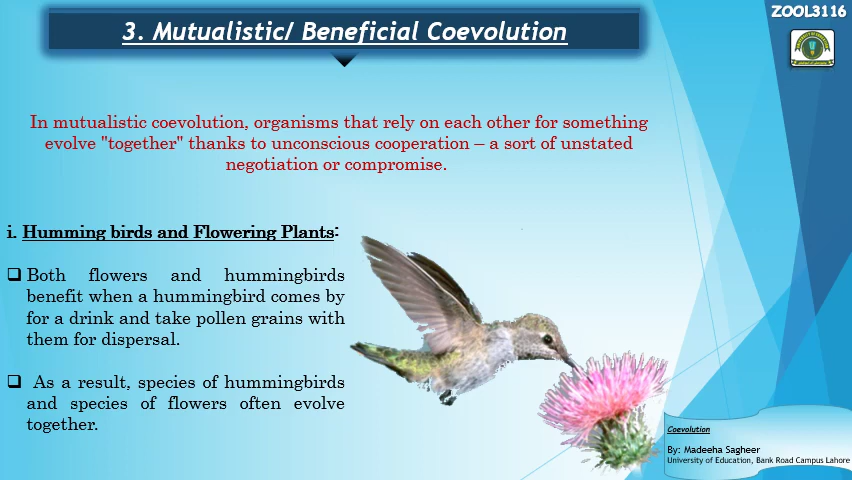 ZOOL3116
3. Mutualistic/ Beneficial Coevolution
In mutualistic coevolution, organisms that rely on each other for something
evolve "together" thanks to unconscious cooperation – a sort of unstated
negotiation or compromise.
i. Humming birds and Flowering Plants:
❑ Both flowers and hummingbirds
benefit when a hummingbird comes by
for a drink and take pollen grains with
them for dispersal.
❑ As a result, species of hummingbirds
and species of flowers often evolve
together.
Coevolution
By: Madeeha Sagheer
University of Education, Bank Road Campus Lahore